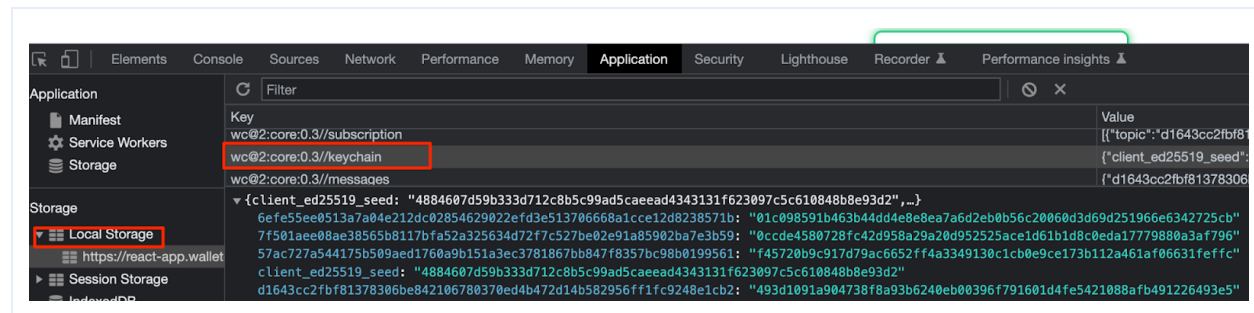 Elements Console Sources Network Performance Memory Application Security Lighthouse Recorder Performance insights
Application
Filter
Manifest
Key Value
Service Workers
wc@2:core:0.3//subscription [{"topic":"d1643cc2fbf81
Storage
wc@2:core:0.3//keychain {"client_ed25519_seed":
wc@2:core:0.3//messages {"d1643cc2fbf81378306b
Storage
{client_ed25519_seed: "4884607d59b333d712c8b5c99ad5caeead4343131f623097c5c610848b8e93d2",…}
6efe55ee0513a7a04e212dc02854629022efd3e513706668a1cce12d8238571b: "01c098591b463b44dd4e8e8ea7a6d2eb0b56c20060d3d69d251966e6342725cb"
Local Storage
7f501aee08ae38565b8117bfa52a325634d72f7c527be02e91a85902ba7e3b59: "0ccde4580728fc42d958a29a20d952525ace1d61b1d8c0eda17779880a3af796"
https://react-app.wallet
57ac727a544175b509aed1760a9b151a3ec3781867bb847f8357bc98b0199561: "f45720b9c917d79ac6652ff4a3349130c1cb0e9ce173b112a461af06631feffc"
Session Storage
client_ed25519_seed: "4884607d59b333d712c8b5c99ad5caeead4343131f623097c5c610848b8e93d2"
IndexedDB
d1643cc2fbf81378306be842106780370ed4b472d14b582956ff1fc9248e1cb2: "493d1091a904738f8a93b6240eb00396f791601d4fe5421088afb491226493e5"